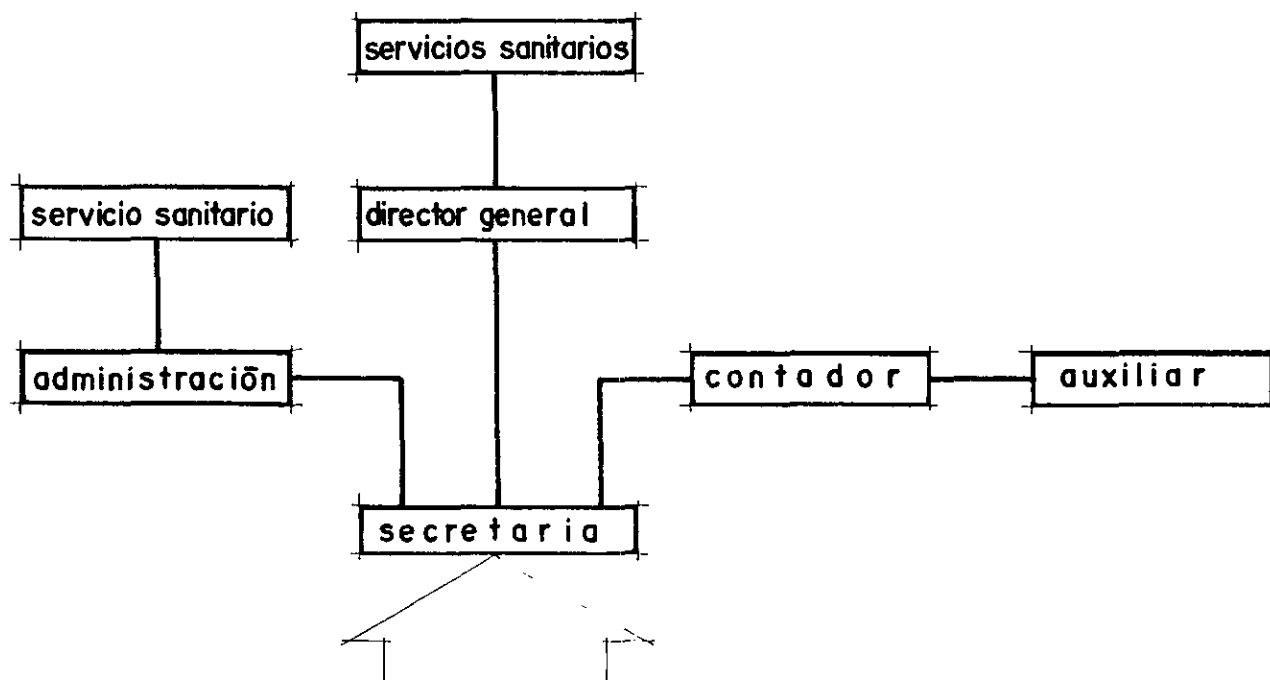 servicios sanitarios
servicio sanitario
director general
administración
contador
auxiliar
secretaria